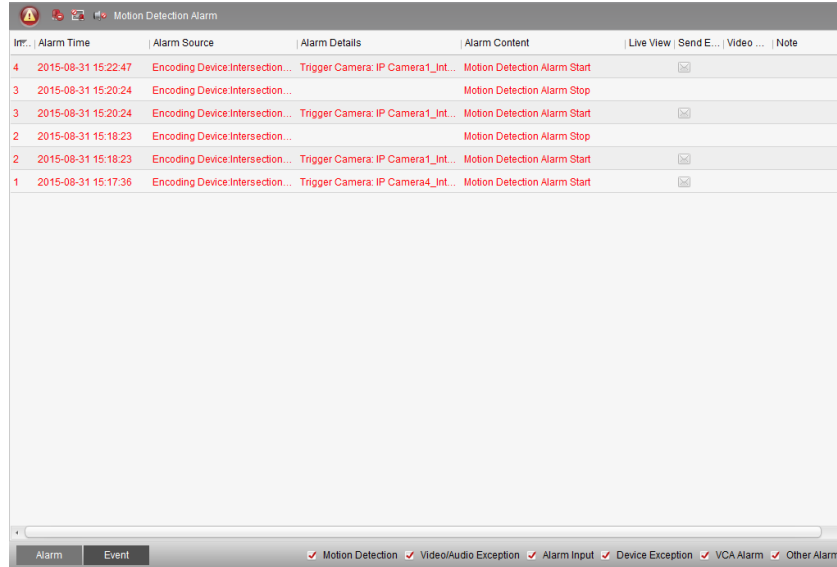 Motion Detection Alarm
In... Alarm Time Alarm Source Alarm Details Alarm Content Live View Send E... Video ... Note
4 2015-08-31 15:22:47 Encoding Device:Intersection... Trigger Camera: IP Camera1_Int... Motion Detection Alarm Start
3 2015-08-31 15:20:24 Encoding Device:Intersection... Motion Detection Alarm Stop
3 2015-08-31 15:20:24 Encoding Device:Intersection... Trigger Camera: IP Camera1_Int... Motion Detection Alarm Start
2 2015-08-31 15:18:23 Encoding Device:Intersection... Motion Detection Alarm Stop
2 2015-08-31 15:18:23 Encoding Device:Intersection... Trigger Camera: IP Camera1_Int... Motion Detection Alarm Start
1 2015-08-31 15:17:36 Encoding Device:Intersection... Trigger Camera: IP Camera4_Int... Motion Detection Alarm Start
Alarm Event Motion Detection Video/Audio Exception Alarm Input Device Exception VCA Alarm Other Alarm